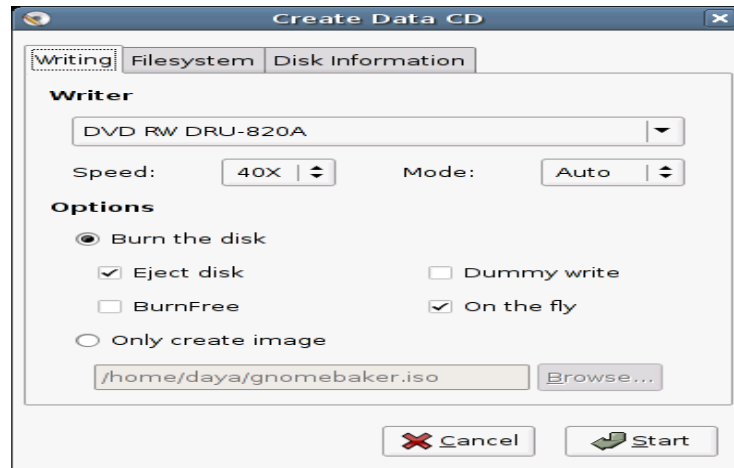 Create Data CD
Writing Filesystem Disk Information
Writer
DVD RW DRU-820A
Speed: 40X Mode: Auto
Options
Burn the disk
Eject disk Dummy write
BurnFree On the fly
Only create image
/home/daya/gnomebaker.iso Browse...
Cancel Start